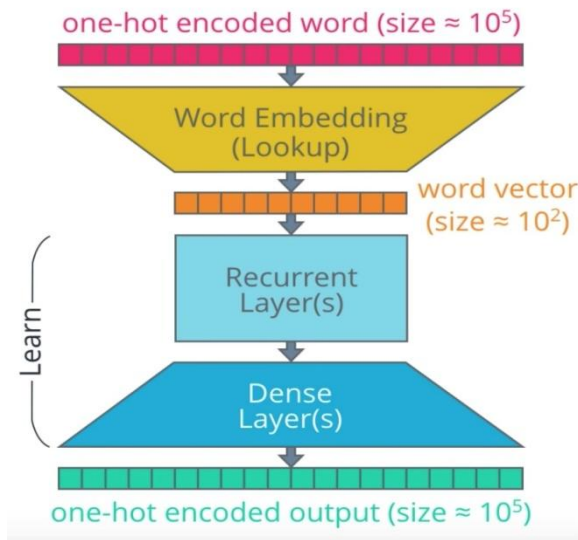 one-hot encoded word (size ≈ 10⁵)
Word Embedding
(Lookup)
word vector
(size ≈ 10²)
Recurrent
Layer(s)
Learn
Dense
Layer(s)
one-hot encoded output (size ≈ 10⁵)